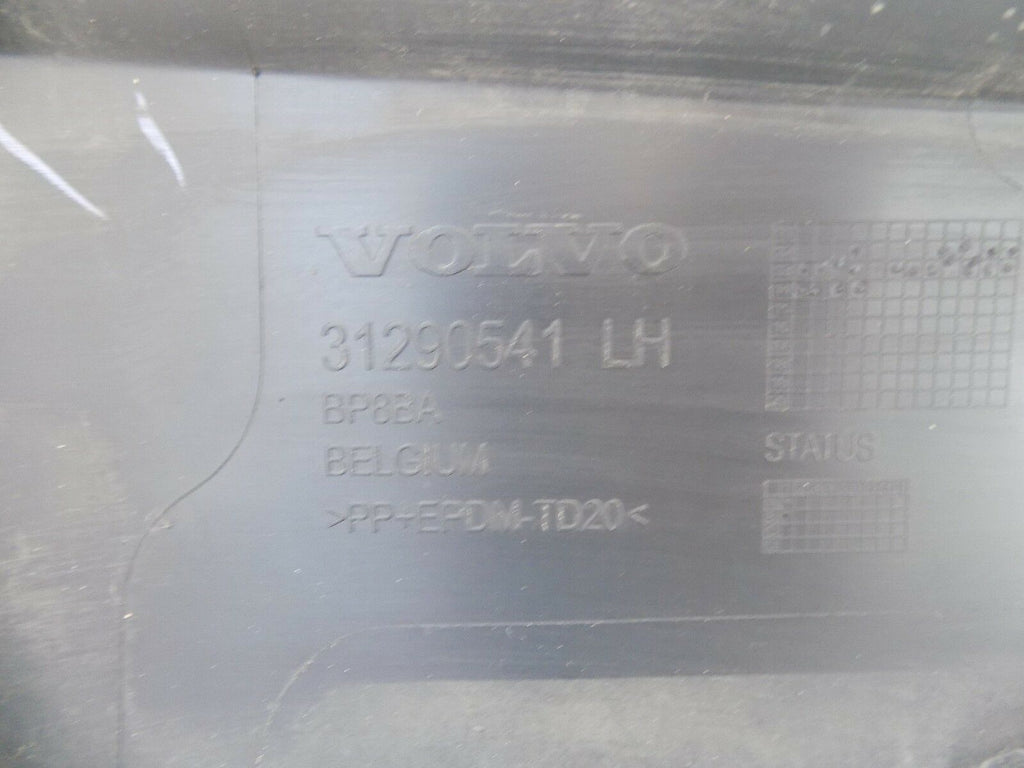 VOLVO
31290541 LH
BP8BA
BELGIUM
>PP+EPDM-TD20<
STATUS